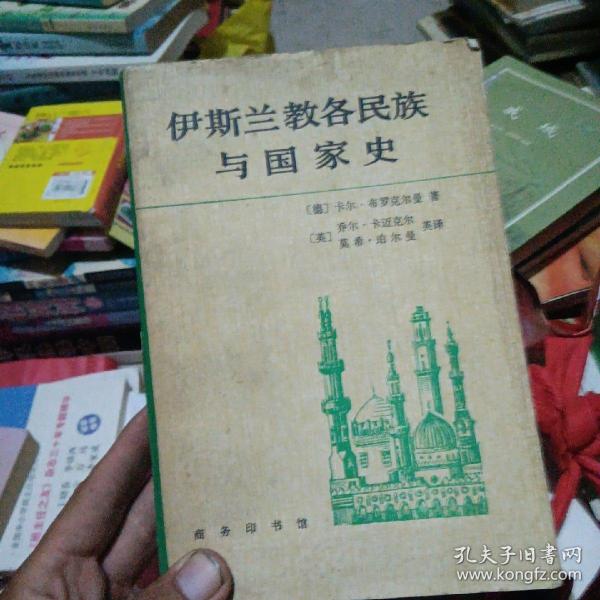 伊斯兰教各民族
与国家史
〔德〕卡尔·布罗克尔曼 著
〔英〕乔尔·卡迈克尔
莫希·珀尔曼 英译
商务印书馆
孔夫子旧书网
www.kongfz.com